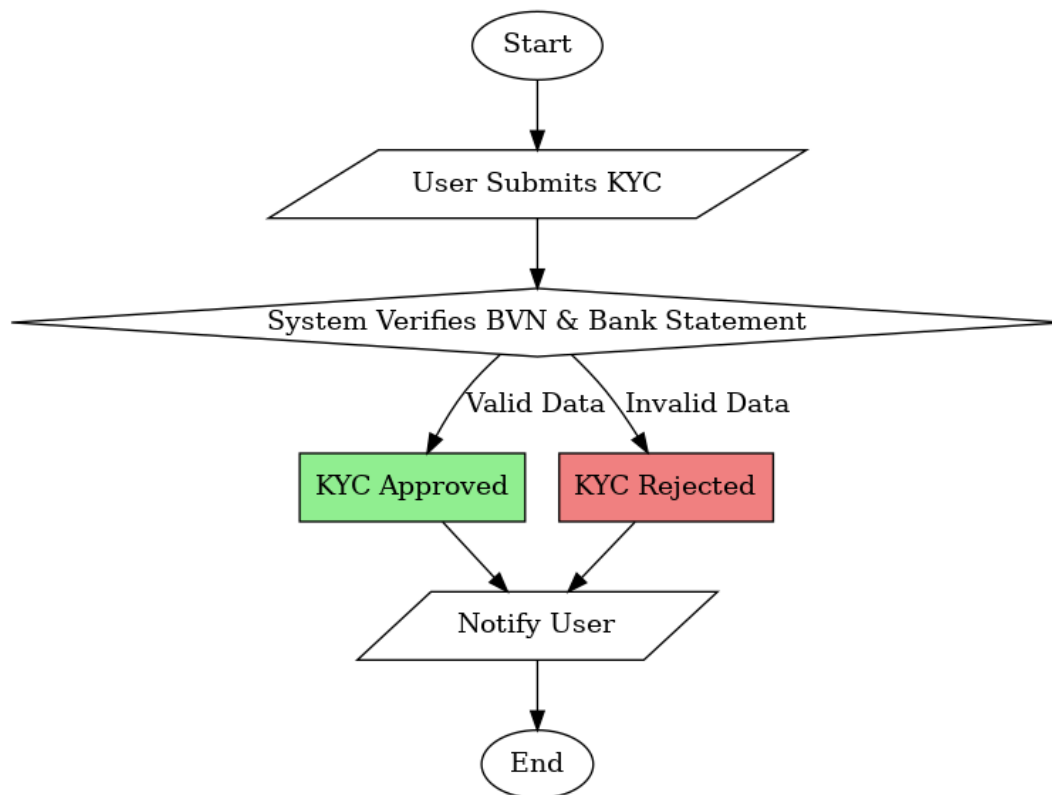 Start
User Submits KYC
System Verifies BVN & Bank Statement
Valid Data
Invalid Data
KYC Approved
KYC Rejected
Notify User
End